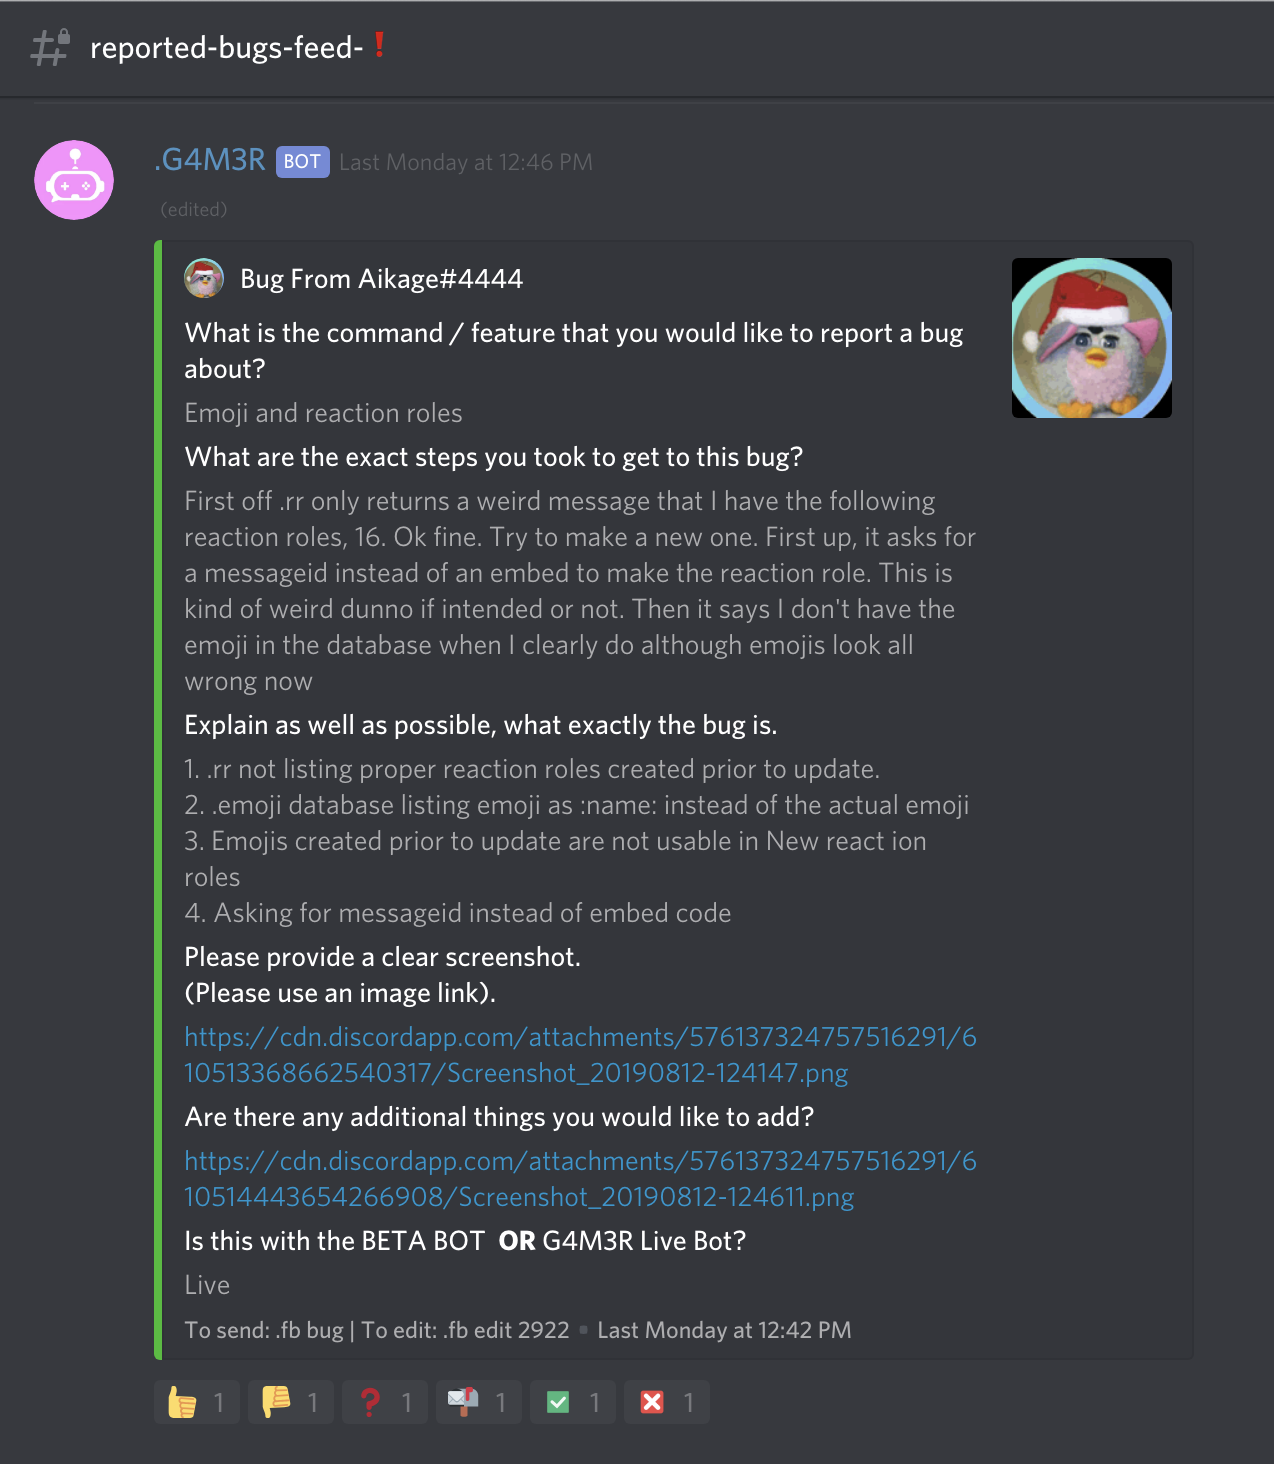 reported-bugs-feed-❗
.G4M3R BOT Last Monday at 12:46 PM
(edited)
Bug From Aikage#4444
What is the command / feature that you would like to report a bug
about?
Emoji and reaction roles
What are the exact steps you took to get to this bug?
First off .rr only returns a weird message that I have the following
reaction roles, 16. Ok fine. Try to make a new one. First up, it asks for
a messageid instead of an embed to make the reaction role. This is
kind of weird dunno if intended or not. Then it says I don't have the
emoji in the database when I clearly do although emojis look all
wrong now
Explain as well as possible, what exactly the bug is.
1. .rr not listing proper reaction roles created prior to update.
2. .emoji database listing emoji as :name: instead of the actual emoji
3. Emojis created prior to update are not usable in New react ion
roles
4. Asking for messageid instead of embed code
Please provide a clear screenshot.
(Please use an image link).
https://cdn.discordapp.com/attachments/576137324757516291/6
10513368662540317/Screenshot_20190812-124147.png
Are there any additional things you would like to add?
https://cdn.discordapp.com/attachments/576137324757516291/6
10514443654266908/Screenshot_20190812-124611.png
Is this with the BETA BOT OR G4M3R Live Bot?
Live
To send: .fb bug | To edit: .fb edit 2922 ▪ Last Monday at 12:42 PM
👍 1 👎 1 ❓ 1 📬 1 ✅ 1 ❌ 1